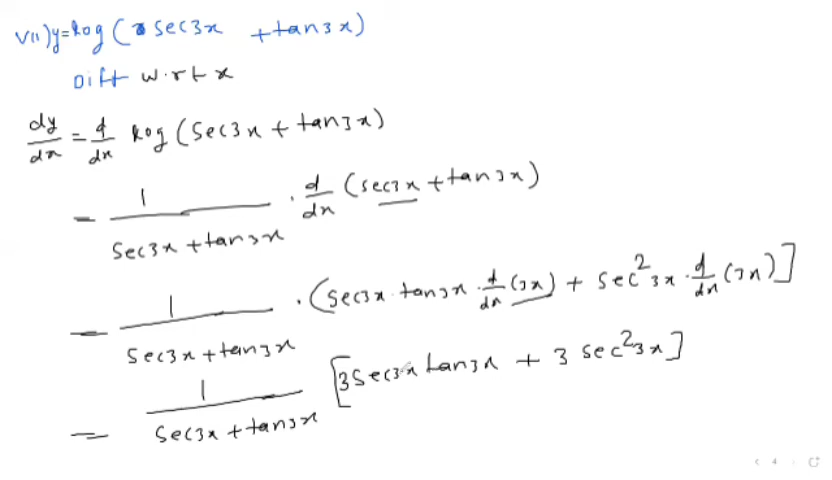 vii) y = log (sec3x + tan3x)
Diff w.r.t x
dy/dx = d/dx log (sec3x + tan3x)
= 1/(sec3x + tan3x) · d/dx (sec3x + tan3x)
= 1/(sec3x + tan3x) · (sec3x · tan3x · d/dx (3x) + sec²3x · d/dx (3x)]
= 1/(sec3x + tan3x) [3sec3x tan3x + 3 sec²3x]
< 4 >